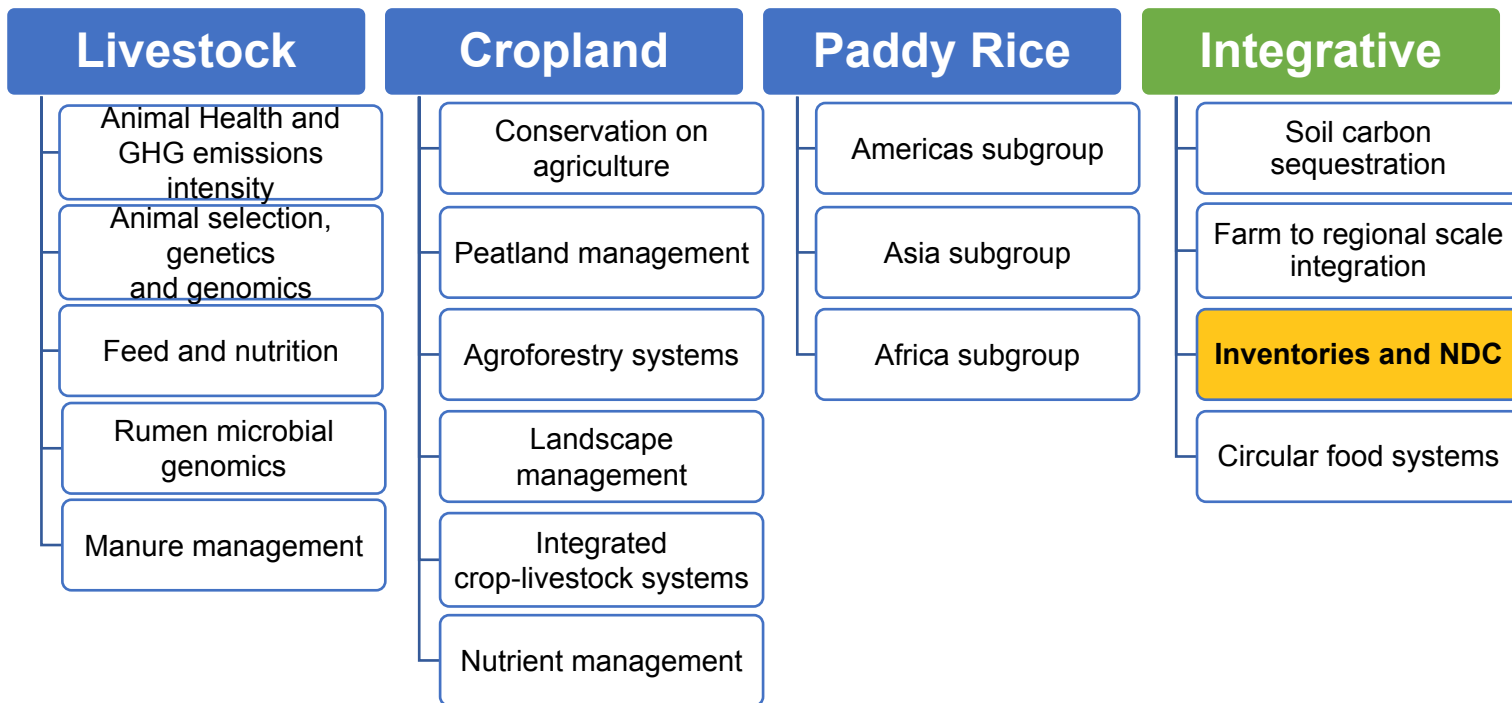 Livestock
Animal Health and
GHG emissions
intensity
Animal selection,
genetics
and genomics
Feed and nutrition
Rumen microbial
genomics
Manure management
Cropland
Conservation on
agriculture
Peatland management
Agroforestry systems
Landscape
management
Integrated
crop-livestock systems
Nutrient management
Paddy Rice
Americas subgroup
Asia subgroup
Africa subgroup
Integrative
Soil carbon
sequestration
Farm to regional scale
integration
Inventories and NDC
Circular food systems